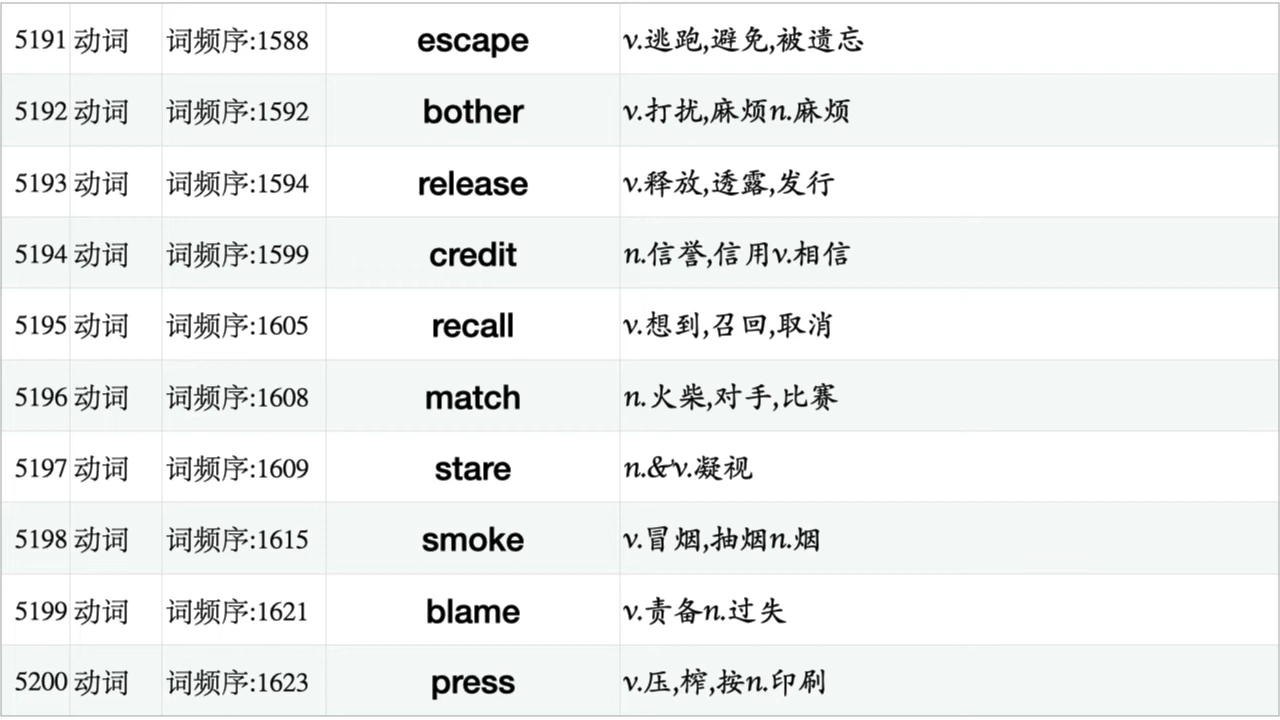 5191 动词 词频序:1588 escape v.逃跑,避免,被遗忘
5192 动词 词频序:1592 bother v.打扰,麻烦n.麻烦
5193 动词 词频序:1594 release v.释放,透露,发行
5194 动词 词频序:1599 credit n.信誉,信用v.相信
5195 动词 词频序:1605 recall v.想到,召回,取消
5196 动词 词频序:1608 match n.火柴,对手,比赛
5197 动词 词频序:1609 stare n.&v.凝视
5198 动词 词频序:1615 smoke v.冒烟,抽烟n.烟
5199 动词 词频序:1621 blame v.责备n.过失
5200 动词 词频序:1623 press v.压,榨,按n.印刷